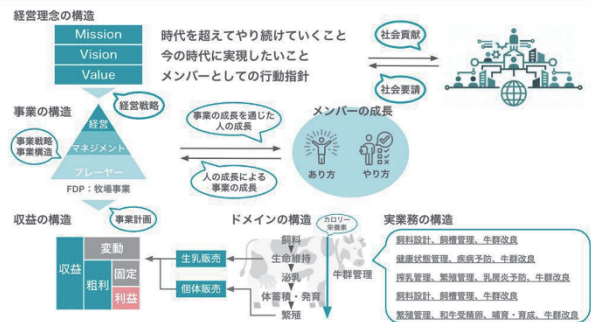 経営理念の構造
Mission
時代を超えてやり続けていくこと
Vision
今の時代に実現したいこと
Value
メンバーとしての行動指針
社会貢献
社会要請
経営戦略
事業の構造
経営
マネジメント
プレーヤー
事業戦略
事業構造
FDP：牧場事業
事業の成長を通じた
人の成長
人の成長による
事業の成長
メンバーの成長
あり方
やり方
収益の構造
事業計画
収益
変動
粗利
固定
利益
生乳販売
個体販売
ドメインの構造
カロリー
栄養素
飼料
生命維持
泌乳
体蓄積・発育
繁殖
牛群管理
実業務の構造
飼料設計、飼槽管理、牛群改良
健康状態管理、疾病予防、牛群改良
搾乳管理、繁殖管理、乳房炎予防、牛群改良
飼料設計、飼槽管理、牛群改良
繁殖管理、和牛受精卵、哺育・育成、牛群改良